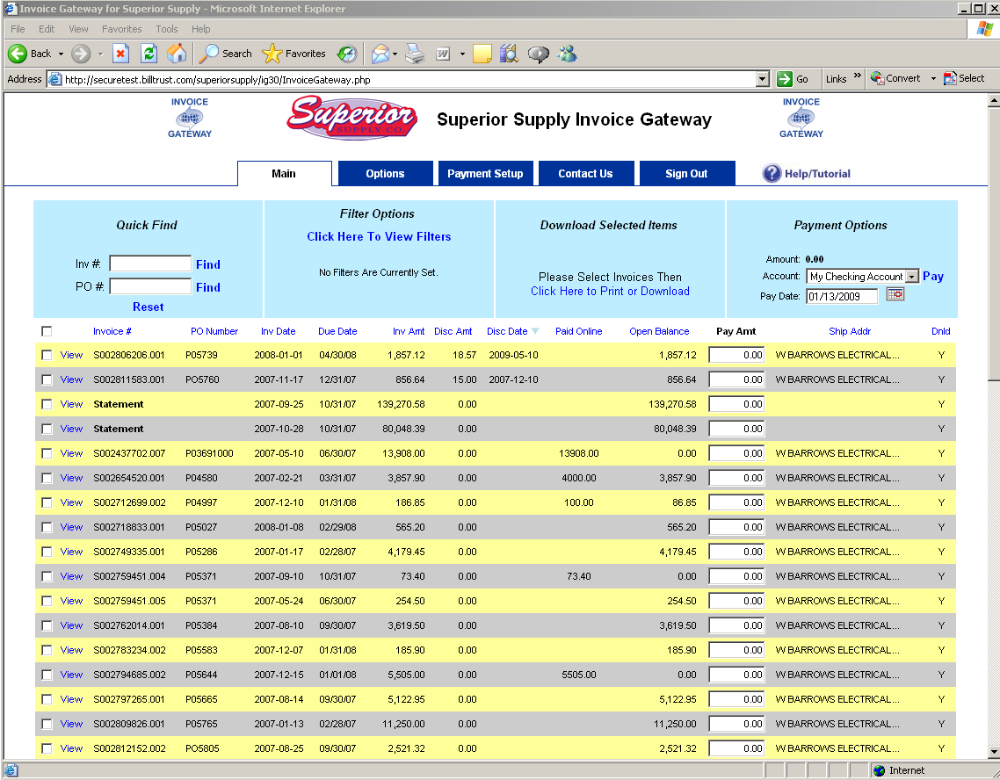 Invoice Gateway for Superior Supply - Microsoft Internet Explorer
File Edit View Favorites Tools Help
Back Search Favorites
Address http://securetest.billtrust.com/superiorsupply/ig30/InvoiceGateway.php Go Links » Convert Select
INVOICE GATEWAY
Superior SUPPLY CO.
Superior Supply Invoice Gateway
INVOICE GATEWAY
Main Options Payment Setup Contact Us Sign Out ? Help/Tutorial
Quick Find
Inv #: Find
PO #: Find
Reset
Filter Options
Click Here To View Filters
No Filters Are Currently Set.
Download Selected Items
Please Select Invoices Then
Click Here to Print or Download
Payment Options
Amount: 0.00
Account: My Checking Account Pay
Pay Date: 01/13/2009
Invoice # PO Number Inv Date Due Date Inv Amt Disc Amt Disc Date Paid Online Open Balance Pay Amt Ship Addr Dnld
View S002806206.001 P05739 2008-01-01 04/30/08 1,857.12 18.57 2009-05-10 1,857.12 0.00 W BARROWS ELECTRICAL... Y
View S002811583.001 PO5760 2007-11-17 12/31/07 856.64 15.00 2007-12-10 856.64 0.00 W BARROWS ELECTRICAL... Y
View Statement 2007-09-25 10/31/07 139,270.58 0.00 139,270.58 0.00 Y
View Statement 2007-10-28 10/31/07 80,048.39 0.00 80,048.39 0.00 Y
View S002437702.007 P03691000 2007-05-10 06/30/07 13,908.00 0.00 13908.00 0.00 0.00 W BARROWS ELECTRICAL... Y
View S002654520.001 P04580 2007-02-21 03/31/07 3,857.90 0.00 4000.00 3,857.90 0.00 W BARROWS ELECTRICAL... Y
View S002712699.002 P04997 2007-12-10 01/31/08 186.85 0.00 100.00 86.85 0.00 W BARROWS ELECTRICAL... Y
View S002718833.001 P05027 2008-01-08 02/29/08 565.20 0.00 565.20 0.00 W BARROWS ELECTRICAL... Y
View S002749335.001 P05286 2007-01-17 02/28/07 4,179.45 0.00 4,179.45 0.00 W BARROWS ELECTRICAL... Y
View S002759451.004 P05371 2007-09-10 10/31/07 73.40 0.00 73.40 0.00 0.00 W BARROWS ELECTRICAL... Y
View S002759451.005 P05371 2007-05-24 06/30/07 254.50 0.00 254.50 0.00 W BARROWS ELECTRICAL... Y
View S002762014.001 P05384 2007-08-10 09/30/07 3,619.50 0.00 3,619.50 0.00 W BARROWS ELECTRICAL... Y
View S002783234.002 P05583 2007-12-07 01/31/08 185.90 0.00 185.90 0.00 W BARROWS ELECTRICAL... Y
View S002794685.002 P05644 2007-12-15 01/01/08 5,505.00 0.00 5505.00 0.00 0.00 W BARROWS ELECTRICAL... Y
View S002797265.001 P05665 2007-08-14 09/30/07 5,122.95 0.00 5,122.95 0.00 W BARROWS ELECTRICAL... Y
View S002809826.001 P05765 2007-01-13 02/28/07 11,250.00 0.00 11,250.00 0.00 W BARROWS ELECTRICAL... Y
View S002812152.002 PO5805 2007-08-25 09/30/07 2,521.32 0.00 2,521.32 0.00 W BARROWS ELECTRICAL... Y
Internet